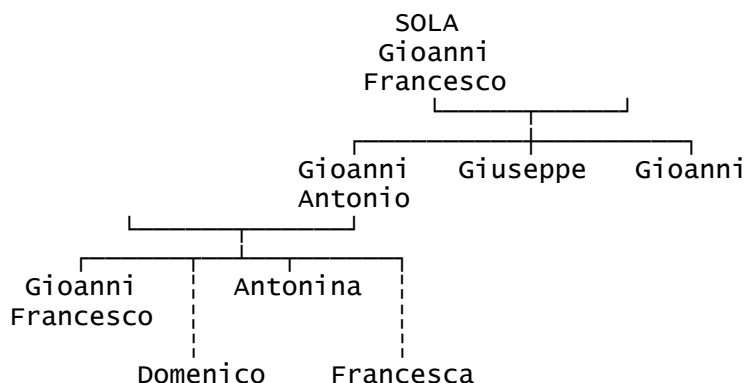 SOLA
Gioanni
Francesco
Gioanni Giuseppe Gioanni
Antonio
Gioanni Antonina
Francesco
Domenico Francesca